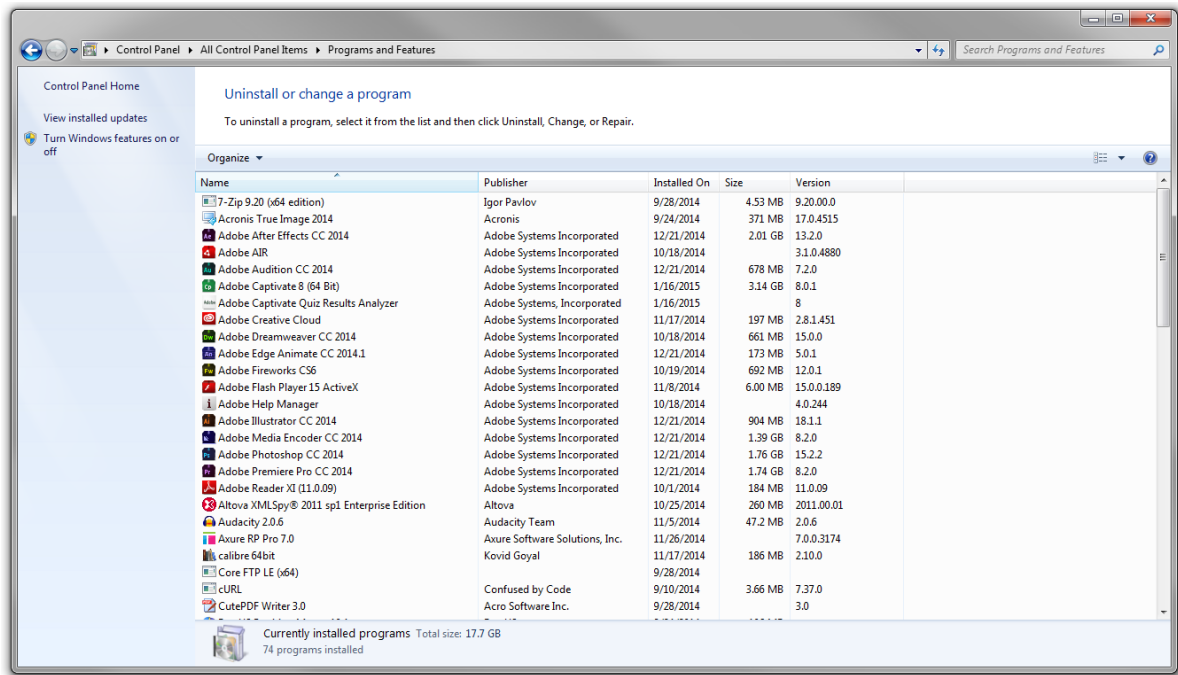 Control Panel ▸ All Control Panel Items ▸ Programs and Features
Search Programs and Features
Control Panel Home
View installed updates
Turn Windows features on or
off
Uninstall or change a program
To uninstall a program, select it from the list and then click Uninstall, Change, or Repair.
Organize
Name Publisher Installed On Size Version
7-Zip 9.20 (x64 edition) Igor Pavlov 9/28/2014 4.53 MB 9.20.00.0
Acronis True Image 2014 Acronis 9/24/2014 371 MB 17.0.4515
Adobe After Effects CC 2014 Adobe Systems Incorporated 12/21/2014 2.01 GB 13.2.0
Adobe AIR Adobe Systems Incorporated 10/18/2014 3.1.0.4880
Adobe Audition CC 2014 Adobe Systems Incorporated 12/21/2014 678 MB 7.2.0
Adobe Captivate 8 (64 Bit) Adobe Systems Incorporated 1/16/2015 3.14 GB 8.0.1
Adobe Captivate Quiz Results Analyzer Adobe Systems, Incorporated 1/16/2015 8
Adobe Creative Cloud Adobe Systems Incorporated 11/17/2014 197 MB 2.8.1.451
Adobe Dreamweaver CC 2014 Adobe Systems Incorporated 10/18/2014 661 MB 15.0.0
Adobe Edge Animate CC 2014.1 Adobe Systems Incorporated 12/21/2014 173 MB 5.0.1
Adobe Fireworks CS6 Adobe Systems Incorporated 10/19/2014 692 MB 12.0.1
Adobe Flash Player 15 ActiveX Adobe Systems Incorporated 11/8/2014 6.00 MB 15.0.0.189
Adobe Help Manager Adobe Systems Incorporated 10/18/2014 4.0.244
Adobe Illustrator CC 2014 Adobe Systems Incorporated 12/21/2014 904 MB 18.1.1
Adobe Media Encoder CC 2014 Adobe Systems Incorporated 12/21/2014 1.39 GB 8.2.0
Adobe Photoshop CC 2014 Adobe Systems Incorporated 12/21/2014 1.76 GB 15.2.2
Adobe Premiere Pro CC 2014 Adobe Systems Incorporated 12/21/2014 1.74 GB 8.2.0
Adobe Reader XI (11.0.09) Adobe Systems Incorporated 10/1/2014 184 MB 11.0.09
Altova XMLSpy® 2011 sp1 Enterprise Edition Altova 10/25/2014 260 MB 2011.00.01
Audacity 2.0.6 Audacity Team 11/5/2014 47.2 MB 2.0.6
Axure RP Pro 7.0 Axure Software Solutions, Inc. 11/26/2014 7.0.0.3174
calibre 64bit Kovid Goyal 11/17/2014 186 MB 2.10.0
Core FTP LE (x64) 9/28/2014
cURL Confused by Code 9/10/2014 3.66 MB 7.37.0
CutePDF Writer 3.0 Acro Software Inc. 9/28/2014 3.0
Currently installed programs Total size: 17.7 GB
74 programs installed